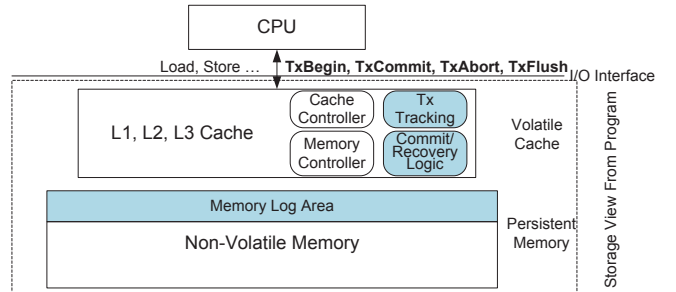 CPU
Load, Store … TxBegin, TxCommit, TxAbort, TxFlush
I/O Interface
L1, L2, L3 Cache
Cache
Controller
Tx
Tracking
Memory
Controller
Commit/
Recovery
Logic
Volatile
Cache
Memory Log Area
Non-Volatile Memory
Persistent
Memory
Storage View From Program